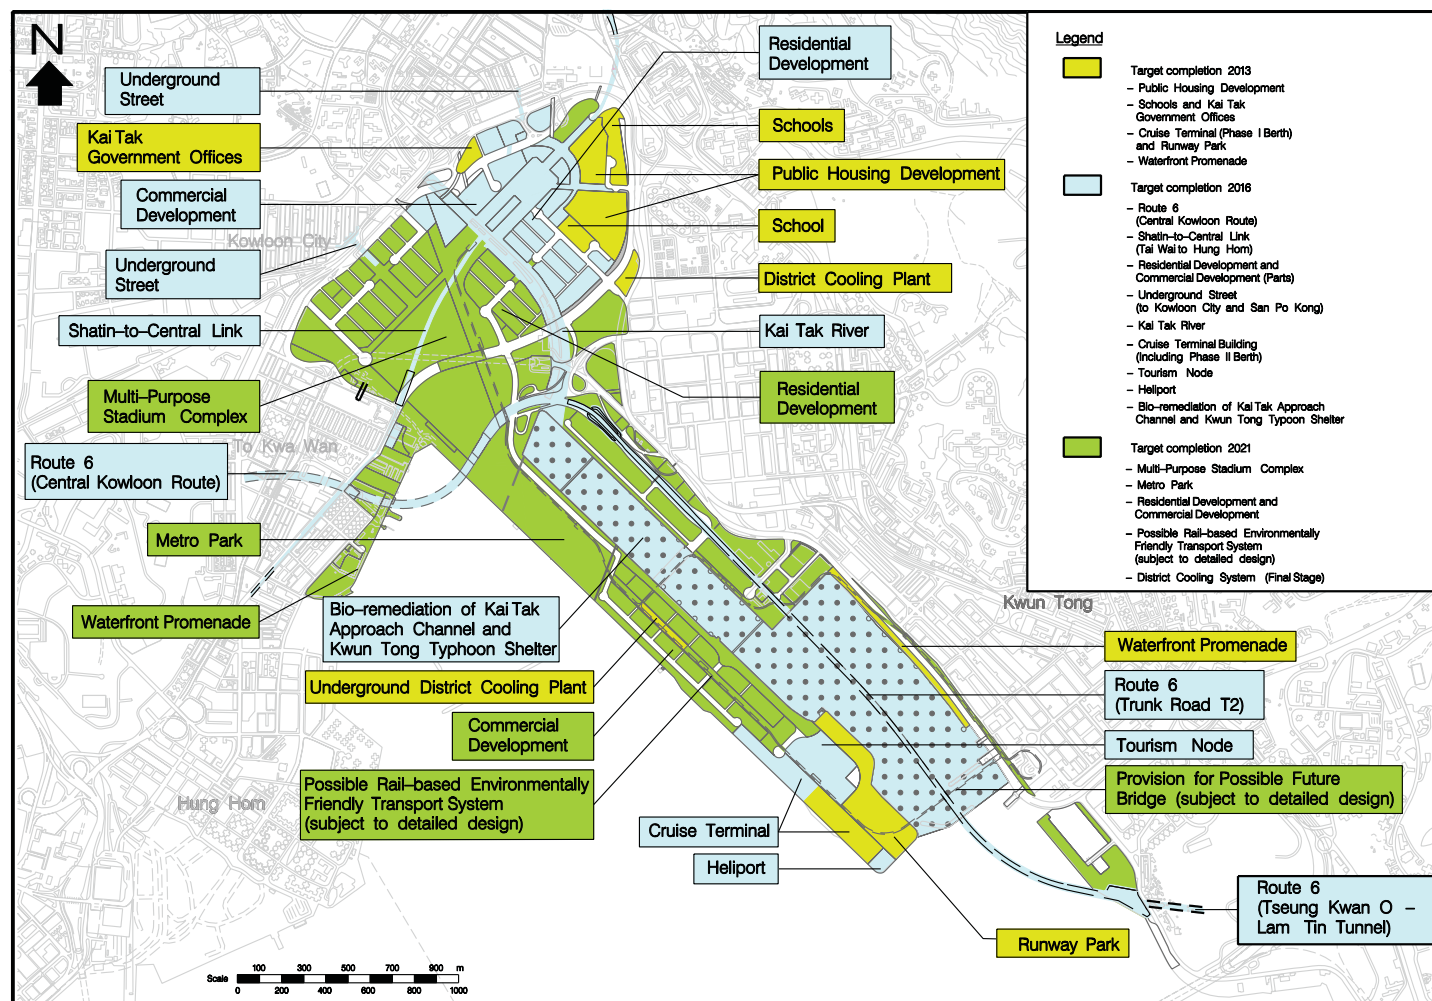 N
Underground
Street
Kai Tak
Government Offices
Commercial
Development
Kowloon City
Underground
Street
Shatin–to–Central Link
Multi–Purpose
Stadium Complex
To Kwa Wan
Route 6
(Central Kowloon Route)
Metro Park
Waterfront Promenade
Hung Hom
Residential
Development
Schools
Public Housing Development
School
District Cooling Plant
Kai Tak River
Residential
Development
Bio–remediation of Kai Tak
Approach Channel and
Kwun Tong Typhoon Shelter
Underground District Cooling Plant
Commercial
Development
Possible Rail–based Environmentally
Friendly Transport System
(subject to detailed design)
Cruise Terminal
Heliport
Kwun Tong
Waterfront Promenade
Route 6
(Trunk Road T2)
Tourism Node
Provision for Possible Future
Bridge (subject to detailed design)
Route 6
(Tseung Kwan O –
Lam Tin Tunnel)
Runway Park
Scale
100 300 500 700 900 m
0 200 400 600 800 1000
Legend
Target completion 2013
– Public Housing Development
– Schools and Kai Tak
Government Offices
– Cruise Terminal (Phase I Berth)
and Runway Park
– Waterfront Promenade
Target completion 2016
– Route 6
(Central Kowloon Route)
– Shatin–to–Central Link
(Tai Wai to Hung Hom)
– Residential Development and
Commercial Development (Parts)
– Underground Street
(to Kowloon City and San Po Kong)
– Kai Tak River
– Cruise Terminal Building
(Including Phase II Berth)
– Tourism Node
– Heliport
– Bio–remediation of Kai Tak Approach
Channel and Kwun Tong Typoon Shelter
Target completion 2021
– Multi–Purpose Stadium Complex
– Metro Park
– Residential Development and
Commercial Development
– Possible Rail–based Environmentally
Friendly Transport System
(subject to detailed design)
– District Cooling System (Final Stage)